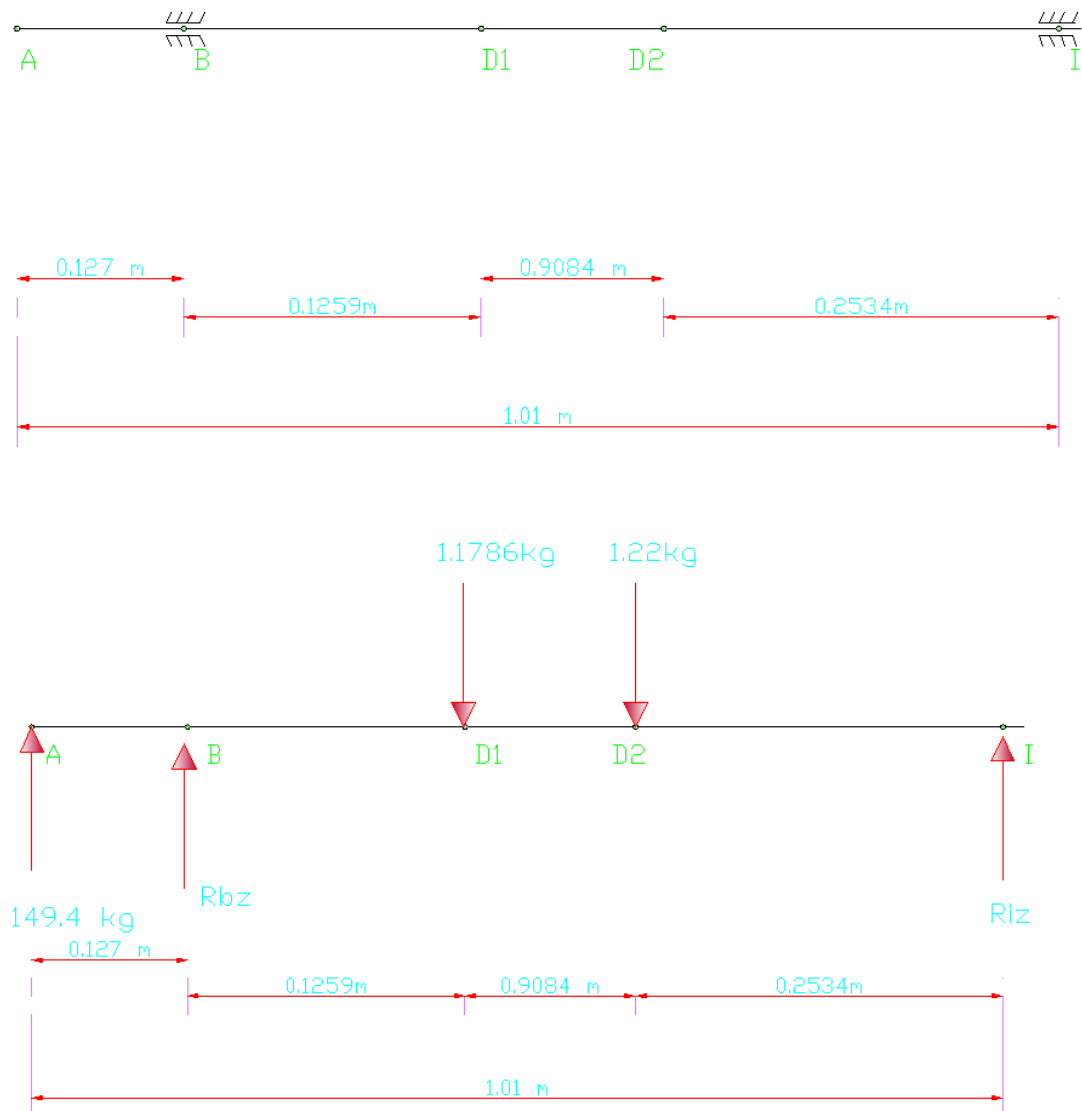 A B D1 D2 I
0.127 m 0.9084 m
0.1259m 0.2534m
1.01 m
1.1786kg 1.22kg
A B D1 D2 I
149.4 kg Rbz Riz
0.127 m
0.1259m 0.9084 m 0.2534m
1.01 m